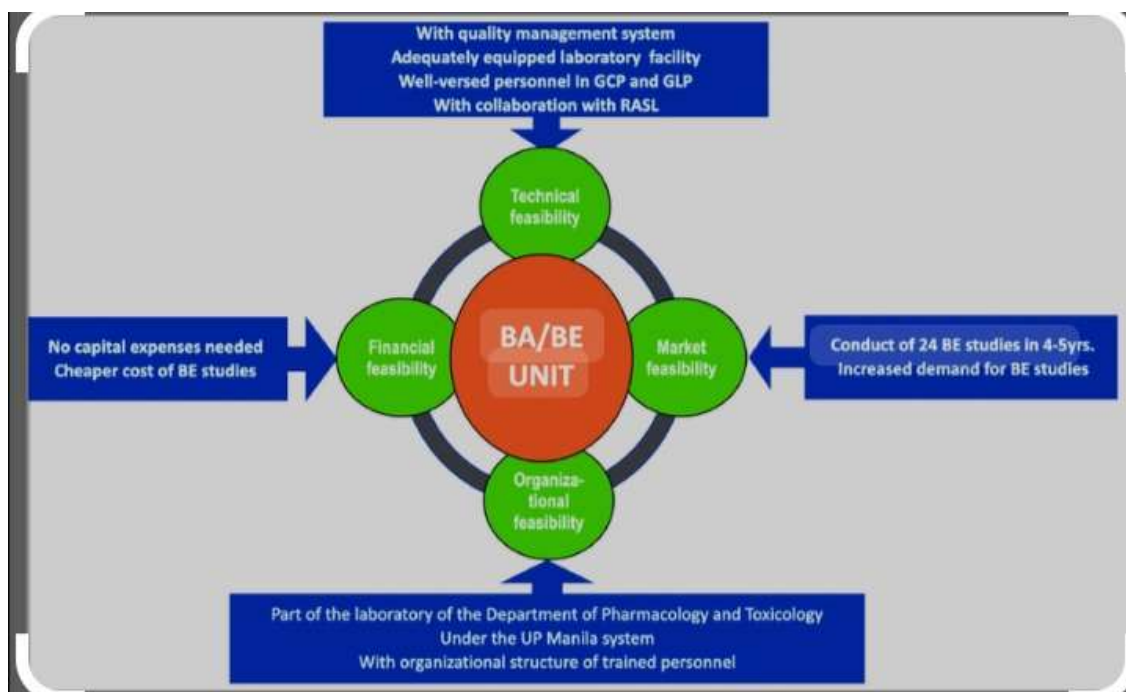 With quality management system
Adequately equipped laboratory facility
Well-versed personnel in GCP and GLP
With collaboration with RASL
Technical
feasibility
No capital expenses needed
Cheaper cost of BE studies
Financial
feasibility
BA/BE
UNIT
Market
feasibility
Conduct of 24 BE studies in 4-5yrs.
Increased demand for BE studies
Organiza-
tional
feasibility
Part of the laboratory of the Department of Pharmacology and Toxicology
Under the UP Manila system
With organizational structure of trained personnel